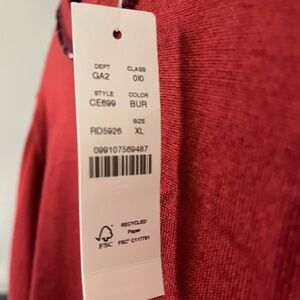 DEPT CLASS
GA2 010
STYLE COLOR
CE699 BUR
SIZE
RD5926 XL
099107569487
RECYCLED
Paper
FSC FSC® C117781